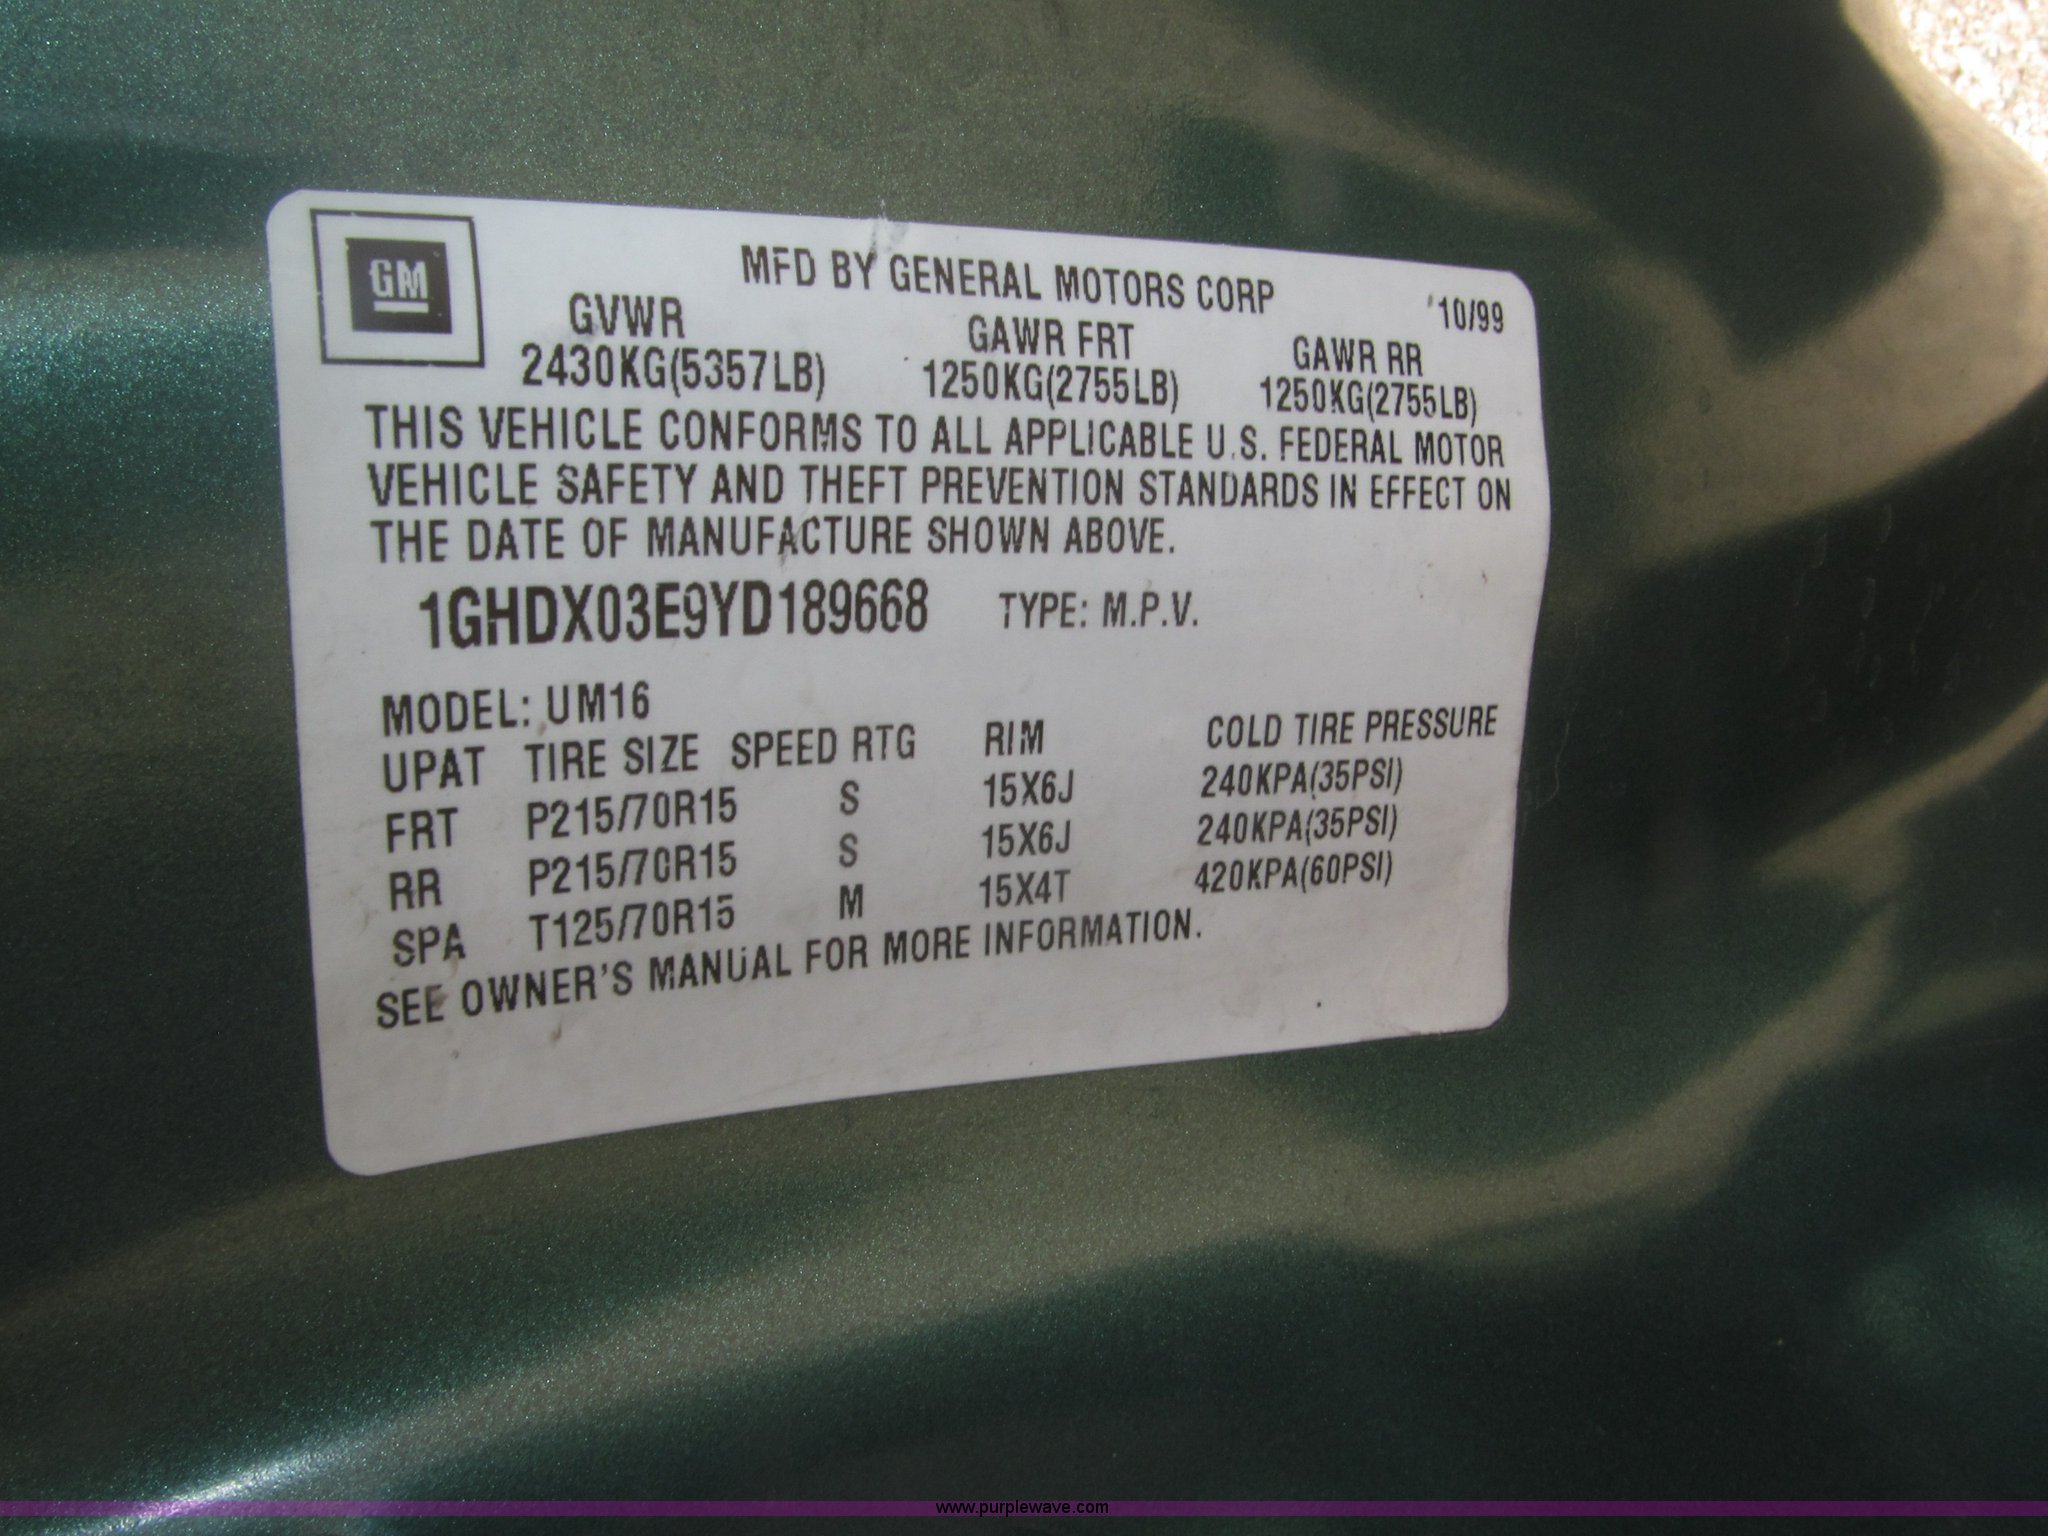 GM
MFD BY GENERAL MOTORS CORP 10/99
GVWR GAWR FRT GAWR RR
2430KG(5357LB) 1250KG(2755LB) 1250KG(2755LB)
THIS VEHICLE CONFORMS TO ALL APPLICABLE U.S. FEDERAL MOTOR
VEHICLE SAFETY AND THEFT PREVENTION STANDARDS IN EFFECT ON
THE DATE OF MANUFACTURE SHOWN ABOVE.
1GHDX03E9YD189668 TYPE: M.P.V.
MODEL: UM16
UPAT TIRE SIZE SPEED RTG RIM COLD TIRE PRESSURE
FRT P215/70R15 S 15X6J 240KPA(35PSI)
RR P215/70R15 S 15X6J 240KPA(35PSI)
SPA T125/70R15 M 15X4T 420KPA(60PSI)
SEE OWNER'S MANUAL FOR MORE INFORMATION.
www.purplewave.com